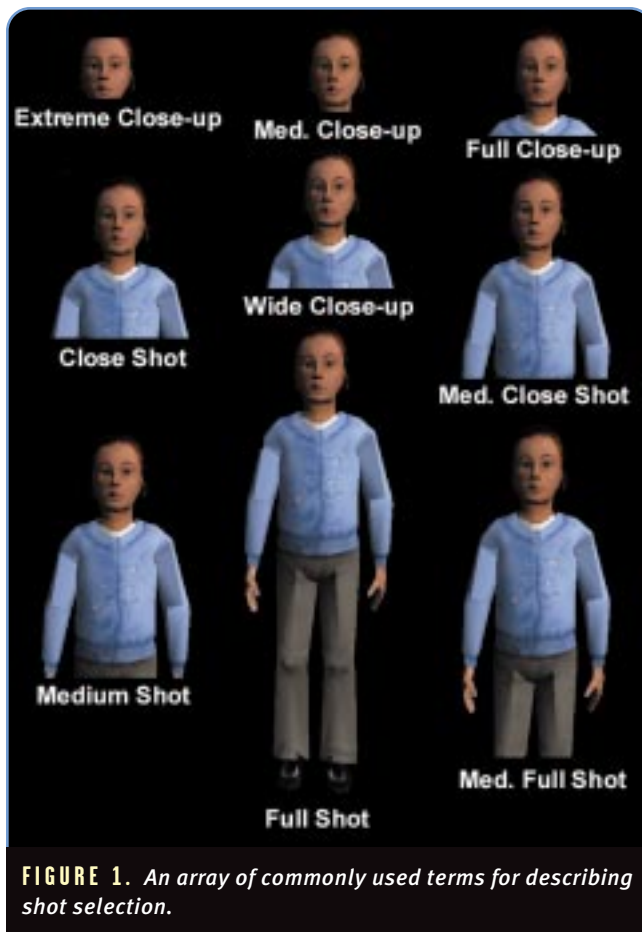 Extreme Close-up
Med. Close-up
Full Close-up
Close Shot
Wide Close-up
Med. Close Shot
Medium Shot
Full Shot
Med. Full Shot
FIGURE 1. An array of commonly used terms for describing
shot selection.